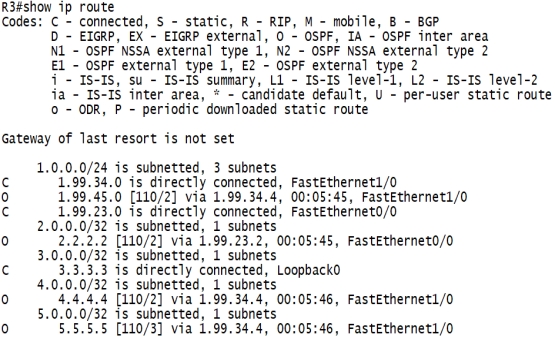 R3#show ip route
Codes: C - connected, S - static, R - RIP, M - mobile, B - BGP
       D - EIGRP, EX - EIGRP external, O - OSPF, IA - OSPF inter area
       N1 - OSPF NSSA external type 1, N2 - OSPF NSSA external type 2
       E1 - OSPF external type 1, E2 - OSPF external type 2
       i - IS-IS, su - IS-IS summary, L1 - IS-IS level-1, L2 - IS-IS level-2
       ia - IS-IS inter area, * - candidate default, U - per-user static route
       o - ODR, P - periodic downloaded static route
Gateway of last resort is not set
     1.0.0.0/24 is subnetted, 3 subnets
C       1.99.34.0 is directly connected, FastEthernet1/0
O       1.99.45.0 [110/2] via 1.99.34.4, 00:05:45, FastEthernet1/0
C       1.99.23.0 is directly connected, FastEthernet0/0
     2.0.0.0/32 is subnetted, 1 subnets
O       2.2.2.2 [110/2] via 1.99.23.2, 00:05:45, FastEthernet0/0
     3.0.0.0/32 is subnetted, 1 subnets
C       3.3.3.3 is directly connected, Loopback0
     4.0.0.0/32 is subnetted, 1 subnets
O       4.4.4.4 [110/2] via 1.99.34.4, 00:05:46, FastEthernet1/0
     5.0.0.0/32 is subnetted, 1 subnets
O       5.5.5.5 [110/3] via 1.99.34.4, 00:05:46, FastEthernet1/0